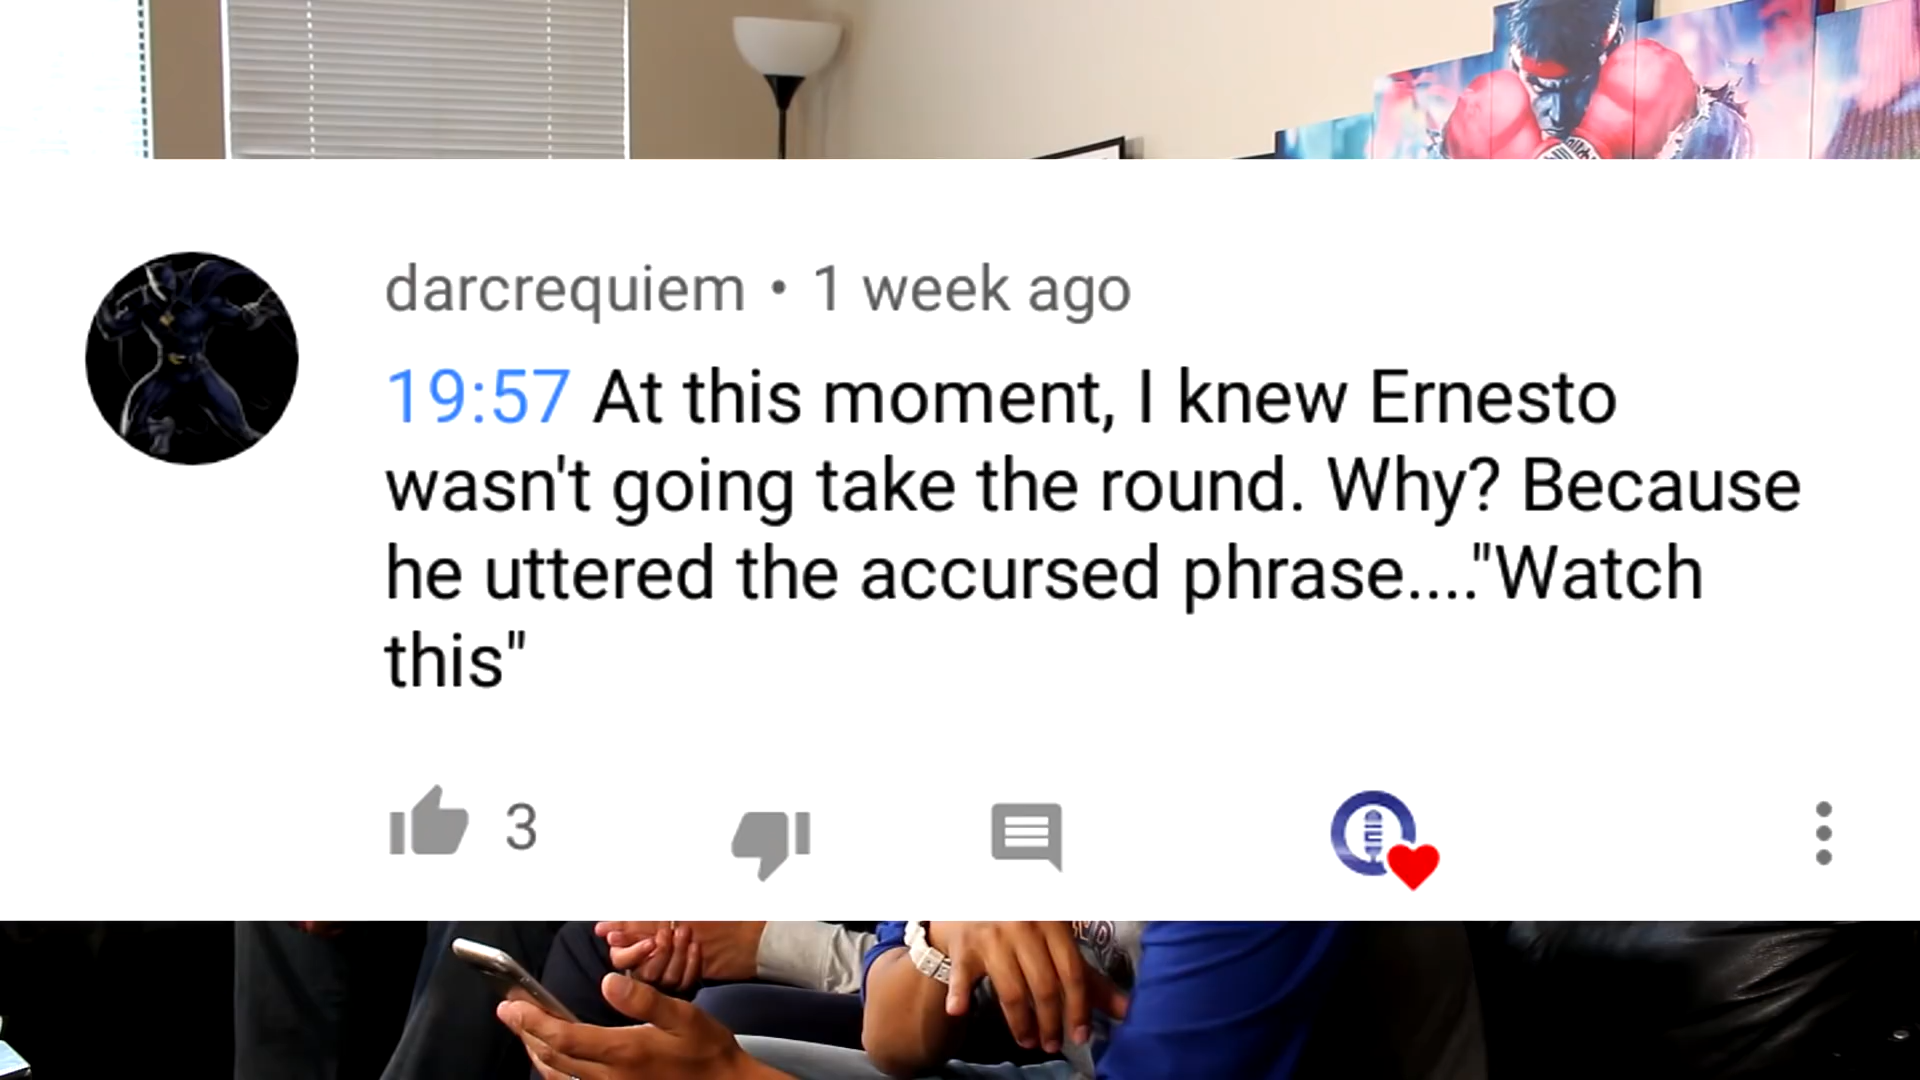 darcrequiem • 1 week ago
19:57 At this moment, I knew Ernesto
wasn't going take the round. Why? Because
he uttered the accursed phrase...."Watch
this"
3